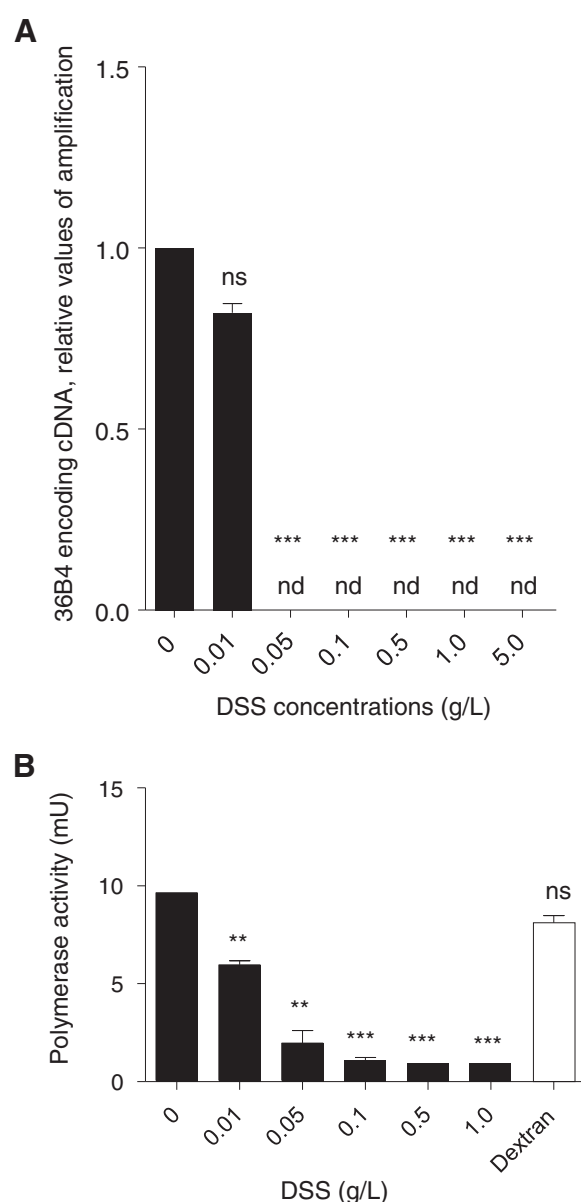 A
36B4 encoding cDNA, relative values of amplification
1.5
1.0
0.5
0.0
ns
*** *** *** *** ***
nd nd nd nd nd
0 0.01 0.05 0.1 0.5 1.0 5.0
DSS concentrations (g/L)
B
Polymerase activity (mU)
15
10
5
0
ns
**
**
*** *** ***
0 0.01 0.05 0.1 0.5 1.0 Dextran
DSS (g/L)